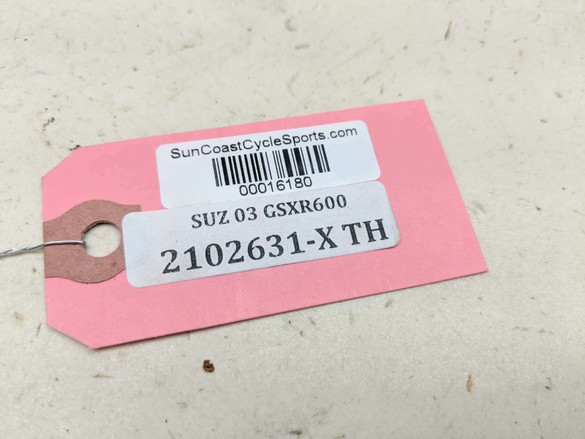 SunCoastCycleSports.com
00016180
SUZ 03 GSXR600
2102631-X TH